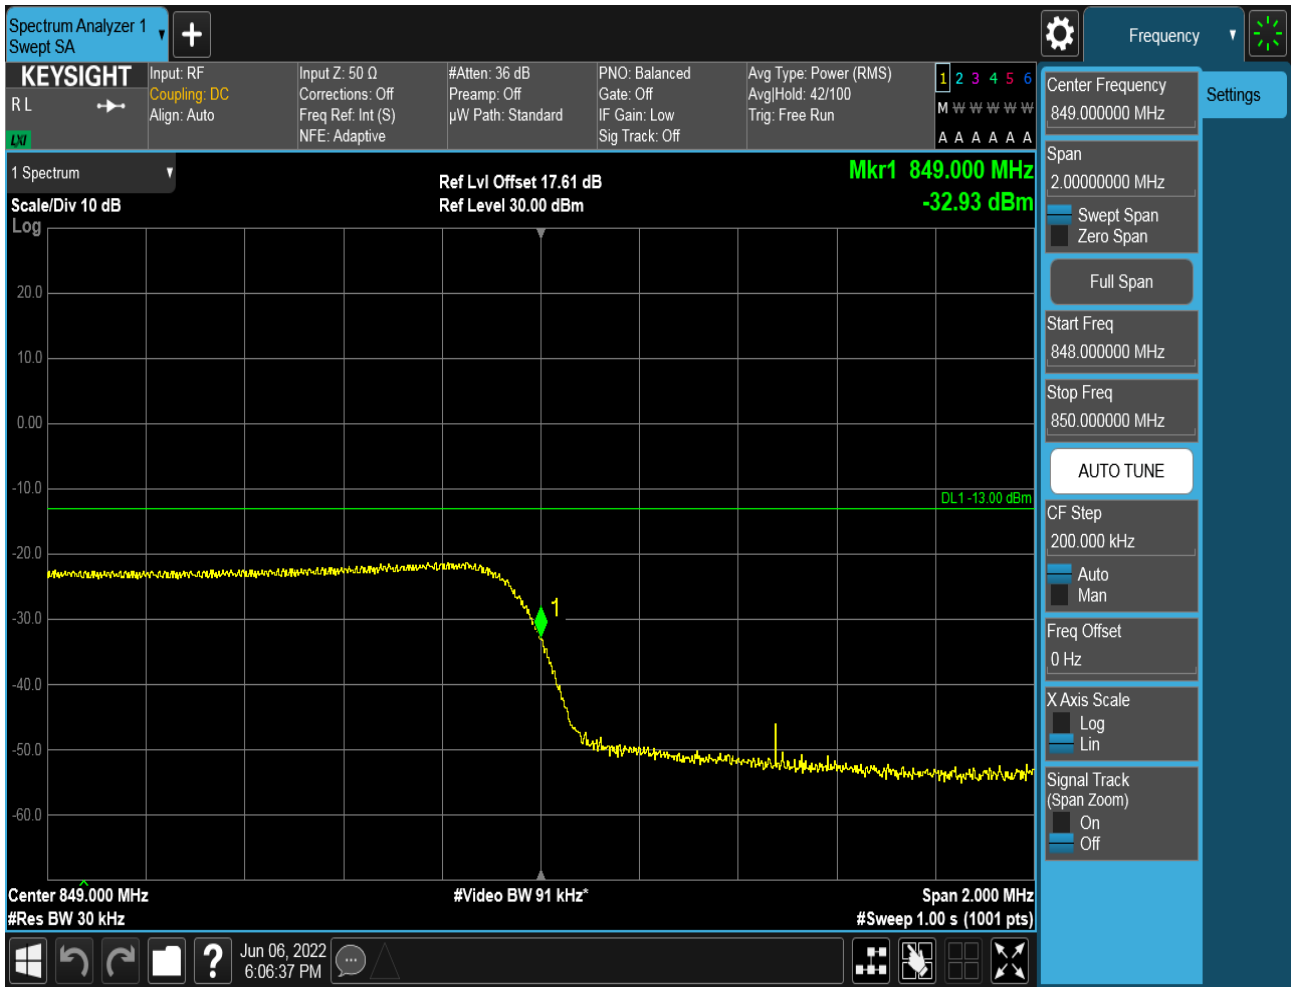 Spectrum Analyzer 1
Swept SA
Frequency
KEYSIGHT
R L
LXI
Input: RF
Coupling: DC
Align: Auto
Input Z: 50 Ω
Corrections: Off
Freq Ref: Int (S)
NFE: Adaptive
#Atten: 36 dB
Preamp: Off
µW Path: Standard
PNO: Balanced
Gate: Off
IF Gain: Low
Sig Track: Off
Avg Type: Power (RMS)
Avg|Hold: 42/100
Trig: Free Run
1 2 3 4 5 6
M W W W W W
A A A A A A
1 Spectrum
Scale/Div 10 dB
Log
Ref Lvl Offset 17.61 dB
Ref Level 30.00 dBm
Mkr1 849.000 MHz
-32.93 dBm
20.0
10.0
0.00
-10.0
DL1 -13.00 dBm
-20.0
-30.0
1
-40.0
-50.0
-60.0
Center 849.000 MHz
#Res BW 30 kHz
#Video BW 91 kHz*
Span 2.000 MHz
#Sweep 1.00 s (1001 pts)
Jun 06, 2022
6:06:37 PM
?
Center Frequency
849.000000 MHz
Span
2.00000000 MHz
Swept Span
Zero Span
Full Span
Start Freq
848.000000 MHz
Stop Freq
850.000000 MHz
AUTO TUNE
CF Step
200.000 kHz
Auto
Man
Freq Offset
0 Hz
X Axis Scale
Log
Lin
Signal Track
(Span Zoom)
On
Off
Settings